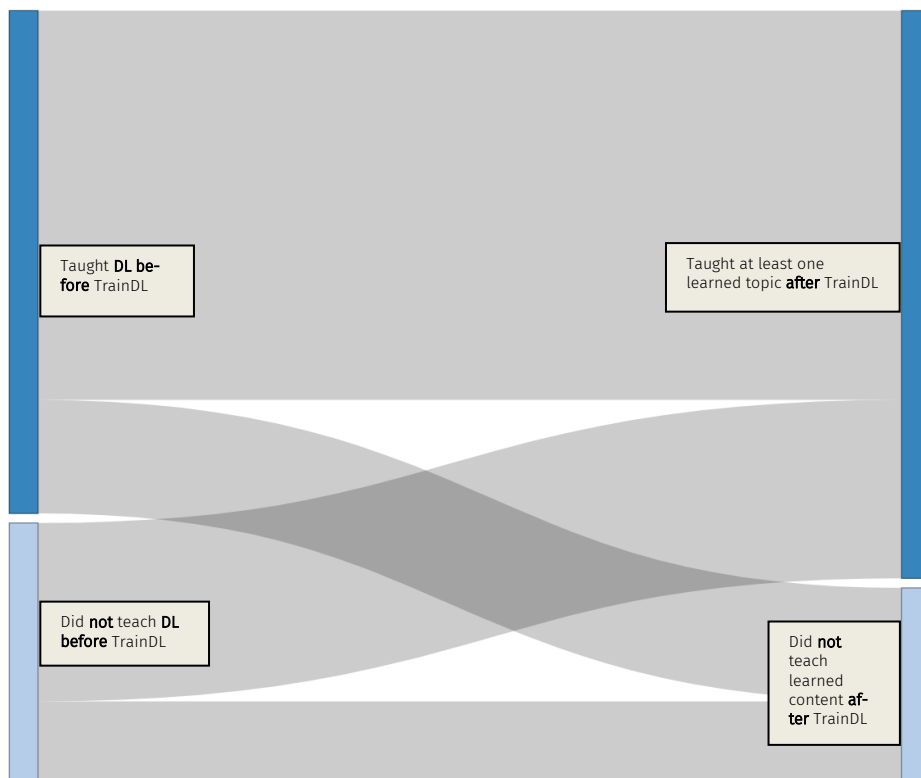 Taught DL be-
fore TrainDL
Taught at least one
learned topic after TrainDL
Did not teach DL
before TrainDL
Did not
teach
learned
content af-
ter TrainDL